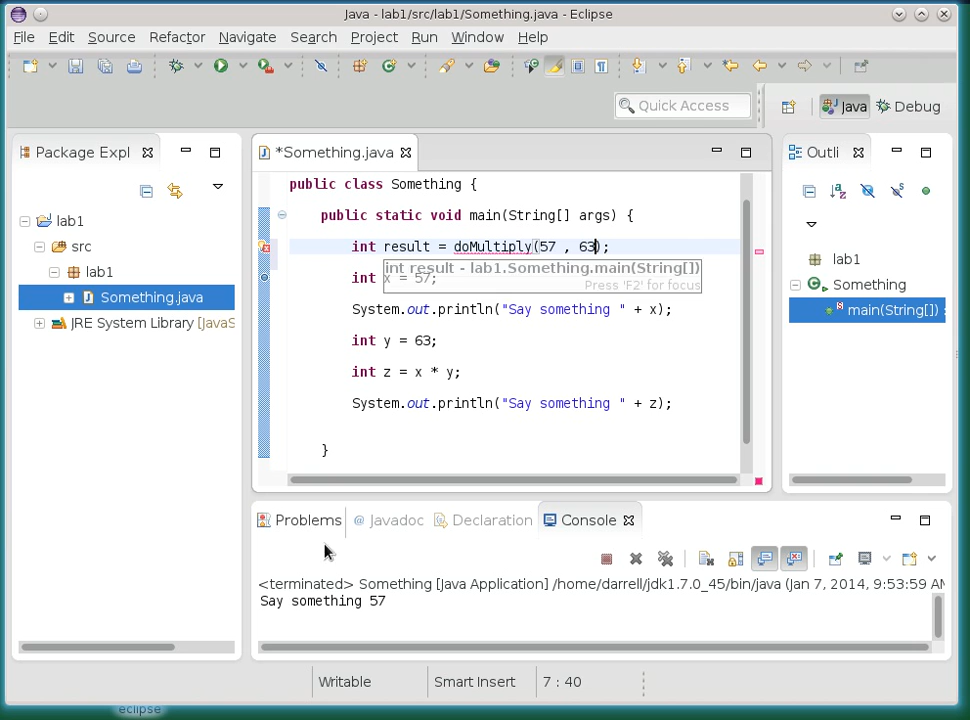 Java - lab1/src/lab1/Something.java - Eclipse
File Edit Source Refactor Navigate Search Project Run Window Help
Quick Access
Java
Debug
Package Expl
*Something.java
Outli
lab1
src
lab1
Something.java
JRE System Library [JavaS
public class Something {
public static void main(String[] args) {
int result = doMultiply(57 , 63);
int result - lab1.Something.main(String[])
Press 'F2' for focus
int x = 57;
System.out.println("Say something " + x);
int y = 63;
int z = x * y;
System.out.println("Say something " + z);
}
lab1
Something
main(String[]) :
Problems @ Javadoc Declaration Console
<terminated> Something [Java Application] /home/darrell/jdk1.7.0_45/bin/java (Jan 7, 2014, 9:53:59 AM
Say something 57
Writable
Smart Insert
7 : 40
eclipse